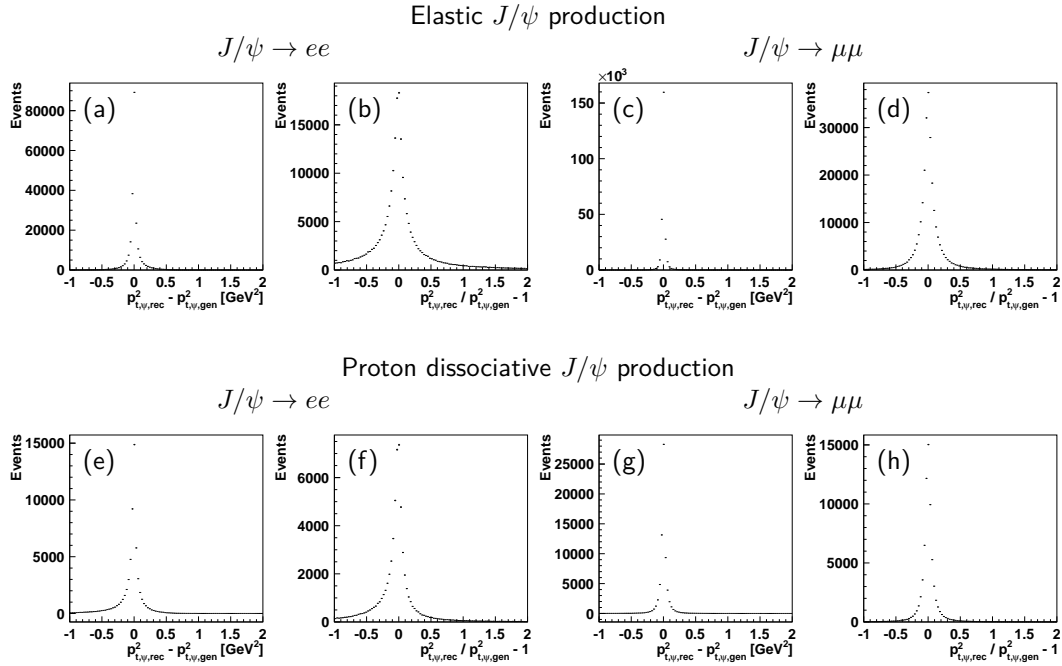 Elastic J/ψ production
J/ψ → ee J/ψ → μμ
(a) (b) (c) (d)
Events
80000
60000
40000
20000
0
-1 -0.5 0 0.5 1 1.5 2
p²t,ψ,rec - p²t,ψ,gen [GeV²]
Events
15000
10000
5000
0
-1 -0.5 0 0.5 1 1.5 2
p²t,ψ,rec / p²t,ψ,gen - 1
×10³
Events
160
150
100
50
0
-1 -0.5 0 0.5 1 1.5 2
p²t,ψ,rec - p²t,ψ,gen [GeV²]
Events
30000
20000
10000
0
-1 -0.5 0 0.5 1 1.5 2
p²t,ψ,rec / p²t,ψ,gen - 1
Proton dissociative J/ψ production
J/ψ → ee J/ψ → μμ
(e) (f) (g) (h)
Events
15000
10000
5000
0
-1 -0.5 0 0.5 1 1.5 2
p²t,ψ,rec - p²t,ψ,gen [GeV²]
Events
6000
4000
2000
0
-1 -0.5 0 0.5 1 1.5 2
p²t,ψ,rec / p²t,ψ,gen - 1
Events
25000
20000
15000
10000
5000
0
-1 -0.5 0 0.5 1 1.5 2
p²t,ψ,rec - p²t,ψ,gen [GeV²]
Events
15000
10000
5000
0
-1 -0.5 0 0.5 1 1.5 2
p²t,ψ,rec / p²t,ψ,gen - 1